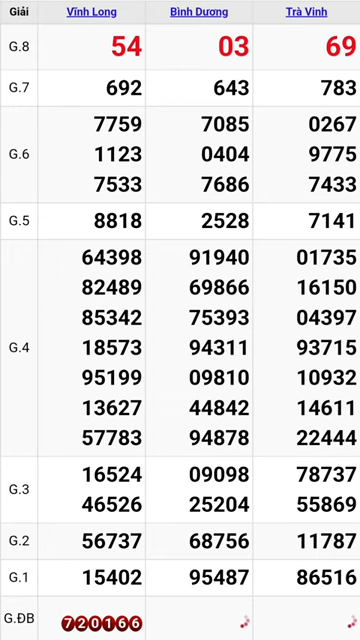 Giải Vĩnh Long Bình Dương Trà Vinh
G.8 54 03 69
G.7 692 643 783
7759 7085 0267
G.6 1123 0404 9775
7533 7686 7433
G.5 8818 2528 7141
64398 91940 01735
82489 69866 16150
85342 75393 04397
G.4 18573 94311 93715
95199 09810 10932
13627 44842 14611
57783 94878 22444
G.3 16524 09098 78737
46526 25204 55869
G.2 56737 68756 11787
G.1 15402 95487 86516
G.ĐB 720166